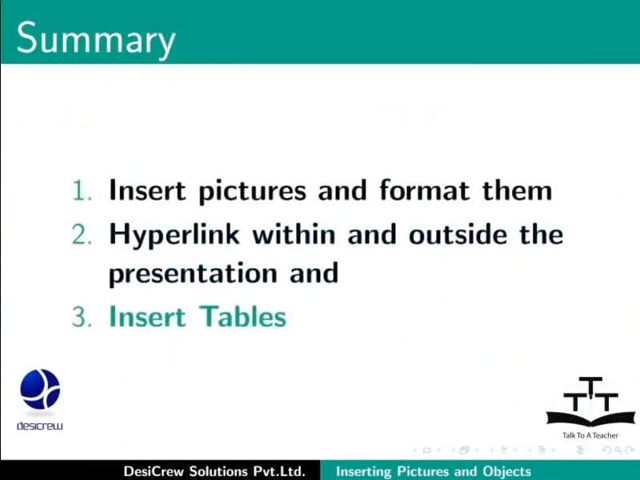 Summary
1. Insert pictures and format them
2. Hyperlink within and outside the
presentation and
3. Insert Tables
desicrew
TTT
Talk To A Teacher
DesiCrew Solutions Pvt.Ltd. Inserting Pictures and Objects